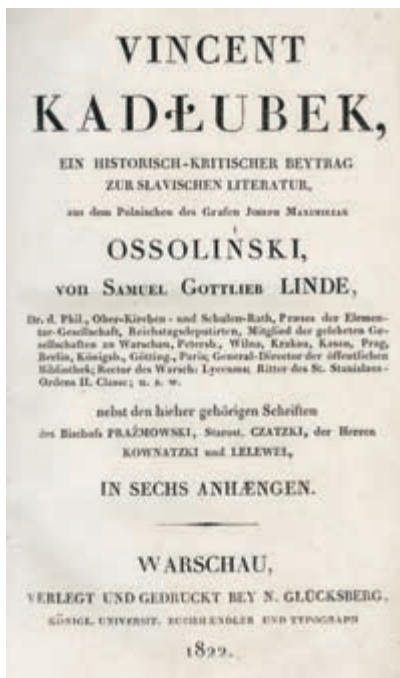 VINCENT
KADŁUBEK,
EIN HISTORISCH-KRITISCHER BEYTRAG
ZUR SLAVISCHEN LITERATUR,
aus dem Polnischen des Grafen JOSEPH MAXIMILIAN
OSSOLIŃSKI,
von SAMUEL GOTTLIEB LINDE,
Dr. d. Phil., Ober-Kirchen- und Schulen-Rath, Praeses der Elemen-
tar-Gesellschaft, Reichstagsdeputirten, Mitglied der gelehrten Ge-
sellschaften zu Warschau, Petersb., Wilna, Krakau, Kasan, Prag,
Berlin, Königsb., Götting., Paris; General-Director der öffentlichen
Bibliothek; Rector des Warsch: Lyceums; Ritter des St. Stanislaus-
Ordens II. Classe; u. s. w.
nebst den hieher gehörigen Schriften
des Bischofs PRAŻMOWSKI, Starost. CZATZKI, der Herren
KOWNATZKI und LELEWEL,
IN SECHS ANHÆNGEN.
WARSCHAU,
VERLEGT UND GEDRUCKT BEY N. GLÜCKSBERG,
KÖNIGL. UNIVERSIT. BUCHHÆNDLER UND TYPOGRAPH
1822.